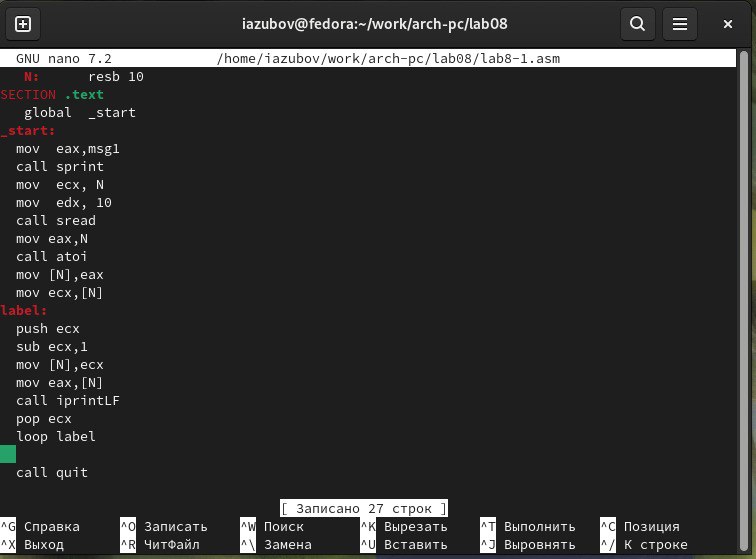 iazubov@fedora:~/work/arch-pc/lab08
GNU nano 7.2 /home/iazubov/work/arch-pc/lab08/lab8-1.asm
N: resb 10
SECTION .text
global _start
_start:
mov eax,msg1
call sprint
mov ecx, N
mov edx, 10
call sread
mov eax,N
call atoi
mov [N],eax
mov ecx,[N]
label:
push ecx
sub ecx,1
mov [N],ecx
mov eax,[N]
call iprintLF
pop ecx
loop label
call quit
[ Записано 27 строк ]
^G Справка ^O Записать ^W Поиск ^K Вырезать ^T Выполнить ^C Позиция
^X Выход ^R ЧитФайл ^\ Замена ^U Вставить ^J Выровнять ^/ К строке